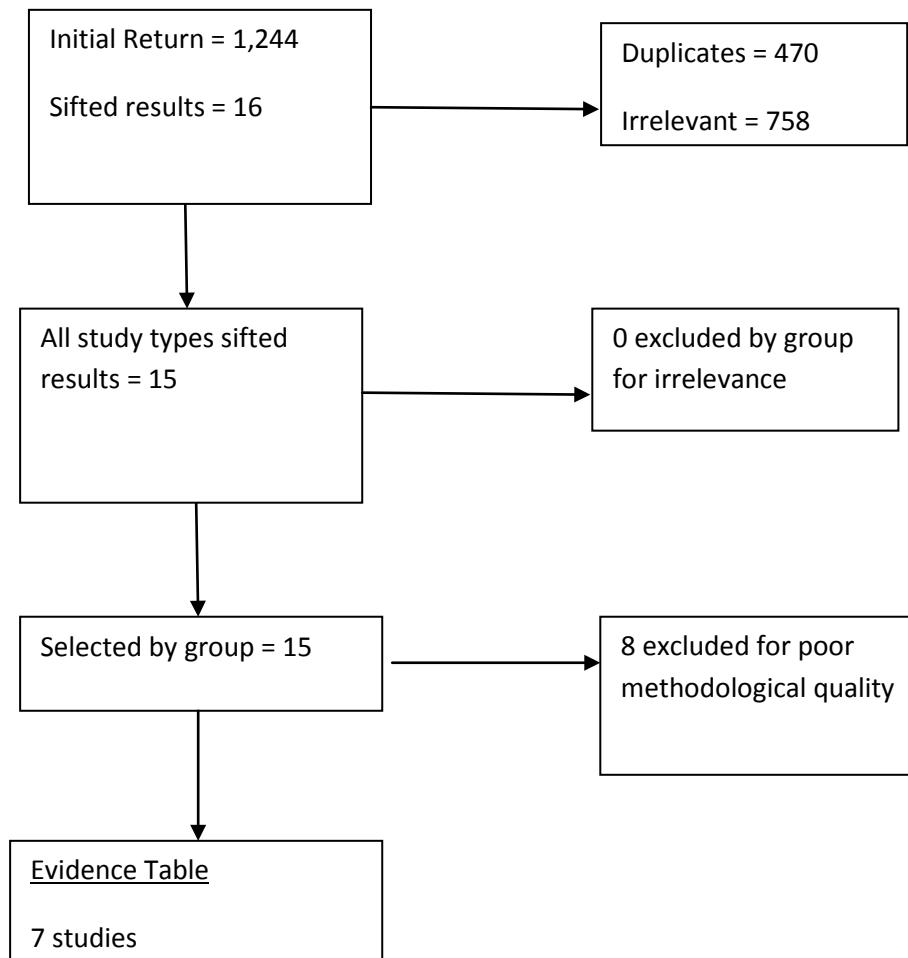 Initial Return = 1,244
Sifted results = 16
Duplicates = 470
Irrelevant = 758
All study types sifted
results = 15
0 excluded by group
for irrelevance
Selected by group = 15
8 excluded for poor
methodological quality
Evidence Table
7 studies